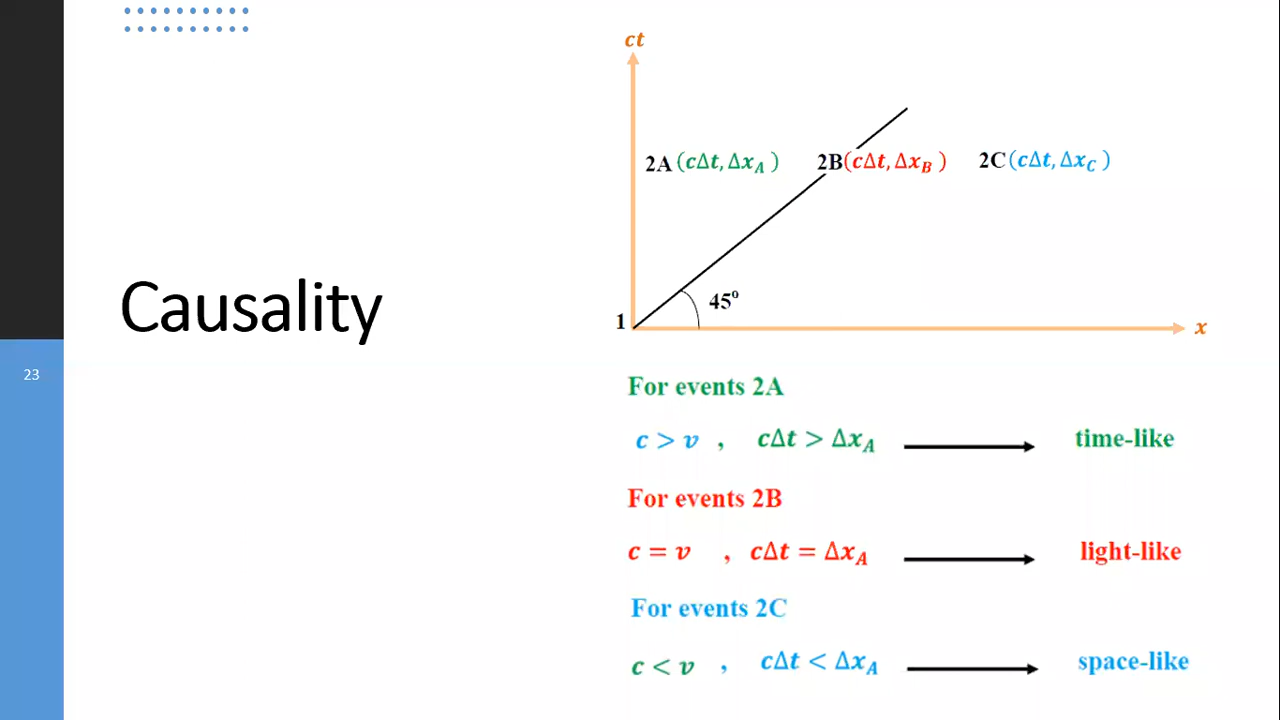 Causality
23
ct
2A (cΔt, Δx_A) 2B(cΔt, Δx_B) 2C(cΔt, Δx_C)
45°
1
x
For events 2A
c > v , cΔt > Δx_A time-like
For events 2B
c = v , cΔt = Δx_A light-like
For events 2C
c < v , cΔt < Δx_A space-like